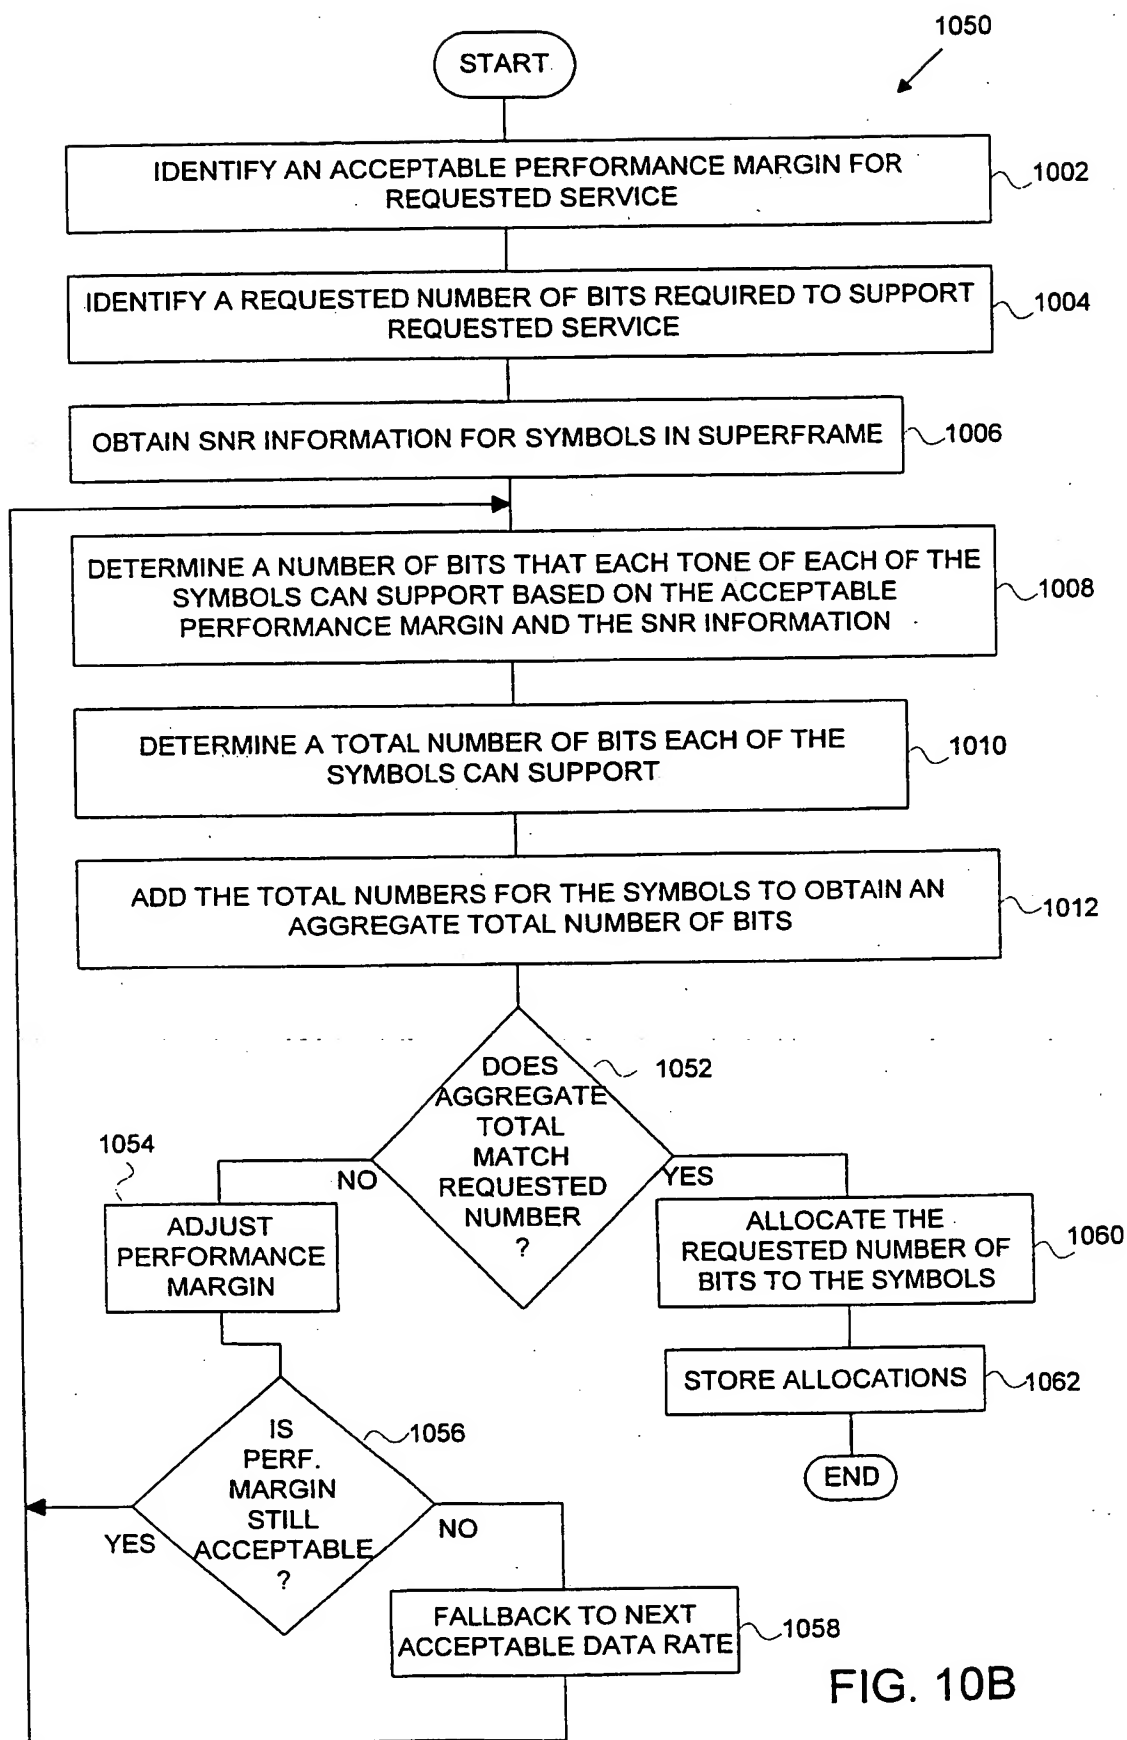 1050
START
IDENTIFY AN ACCEPTABLE PERFORMANCE MARGIN FOR
REQUESTED SERVICE
1002
IDENTIFY A REQUESTED NUMBER OF BITS REQUIRED TO SUPPORT
REQUESTED SERVICE
1004
OBTAIN SNR INFORMATION FOR SYMBOLS IN SUPERFRAME
1006
DETERMINE A NUMBER OF BITS THAT EACH TONE OF EACH OF THE
SYMBOLS CAN SUPPORT BASED ON THE ACCEPTABLE
PERFORMANCE MARGIN AND THE SNR INFORMATION
1008
DETERMINE A TOTAL NUMBER OF BITS EACH OF THE
SYMBOLS CAN SUPPORT
1010
ADD THE TOTAL NUMBERS FOR THE SYMBOLS TO OBTAIN AN
AGGREGATE TOTAL NUMBER OF BITS
1012
DOES
AGGREGATE
TOTAL
MATCH
REQUESTED
NUMBER
?
1052
NO
YES
1054
ADJUST
PERFORMANCE
MARGIN
ALLOCATE THE
REQUESTED NUMBER OF
BITS TO THE SYMBOLS
1060
STORE ALLOCATIONS
1062
END
IS
PERF.
MARGIN
STILL
ACCEPTABLE
?
1056
YES
NO
FALLBACK TO NEXT
ACCEPTABLE DATA RATE
1058
FIG. 10B